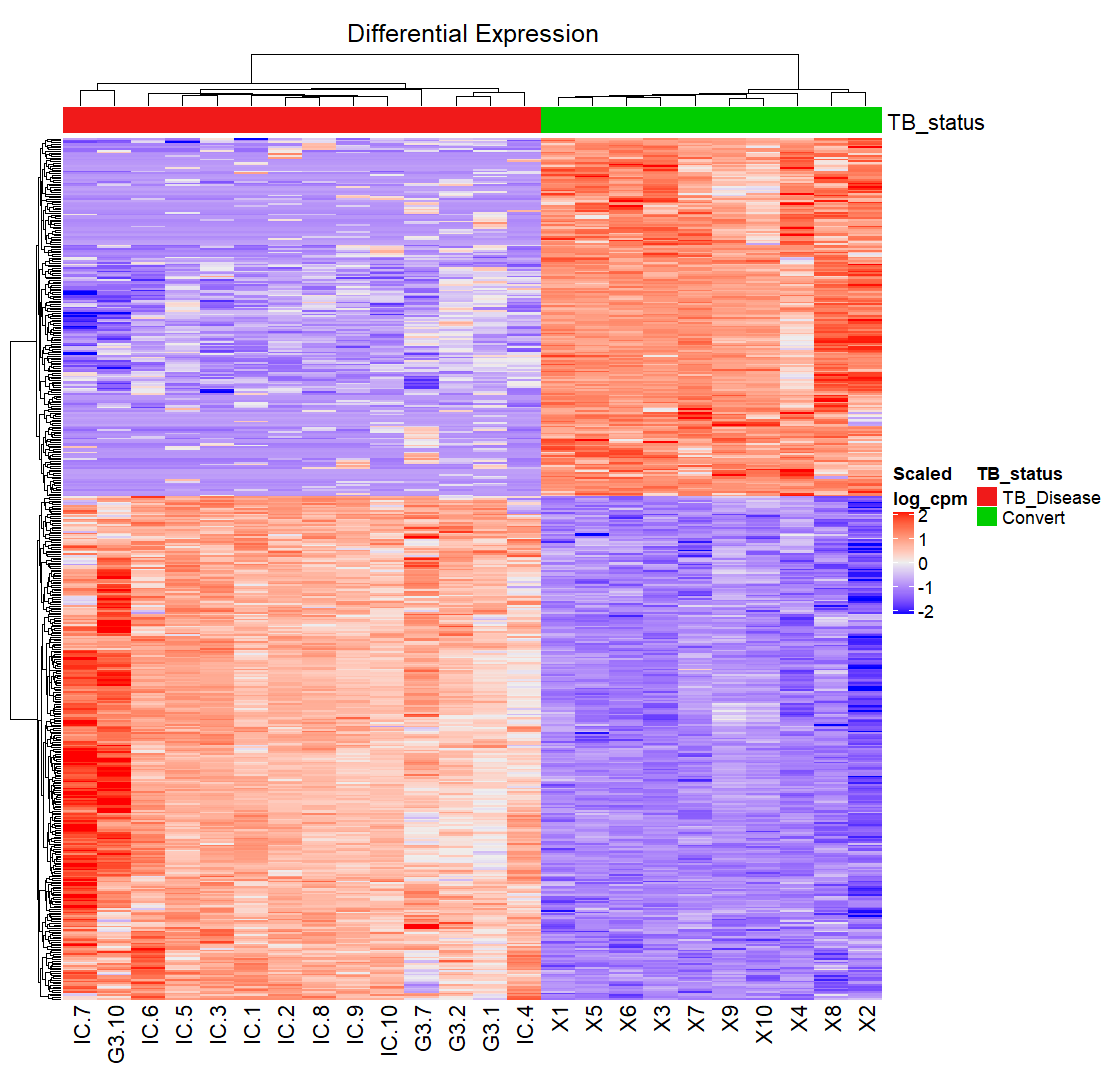 Differential Expression
TB_status
Scaled
log_cpm
2
1
0
-1
-2
TB_status
TB_Disease
Convert
IC.7
G3.10
IC.6
IC.5
IC.3
IC.1
IC.2
IC.8
IC.9
IC.10
G3.7
G3.2
G3.1
IC.4
X1
X5
X6
X3
X7
X9
X10
X4
X8
X2